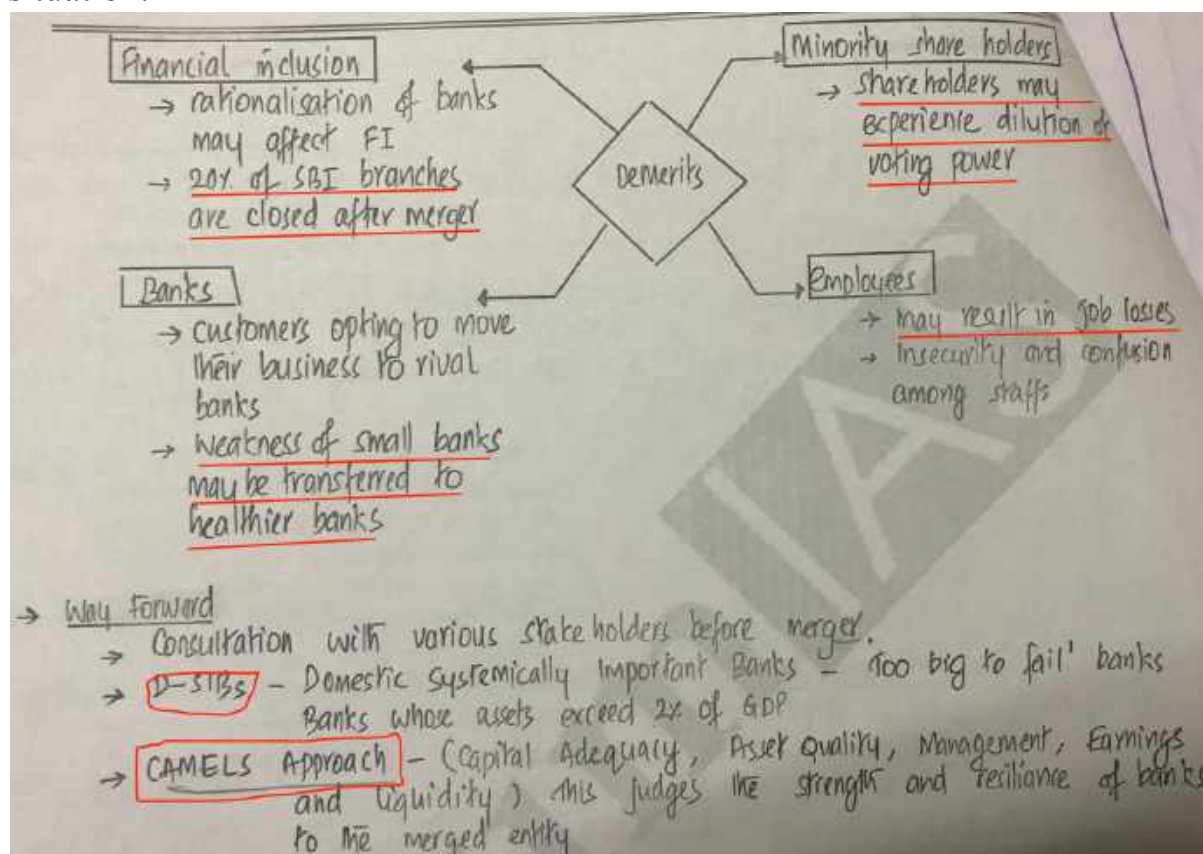 Financial inclusion
→ rationalisation of banks
may affect FI
→ 20% of SBI branches
are closed after merger
Minority share holders
→ shareholders may
experience dilution of
voting power
Demerits
Banks
→ customers opting to move
their business to rival
banks
→ Weakness of small banks
may be transferred to
healthier banks
Employees
→ may result in job losses
→ Insecurity and confusion
among staffs
→ Way Forward
→ Consultation with various stake holders before merger.
→ D-SIBs – Domestic Systemically Important Banks – Too big to fail' banks
Banks whose assets exceed 2% of GDP
→ CAMELS Approach – (Capital Adequacy, Asset Quality, Management, Earnings
and Liquidity) this judges the strength and resiliance of banks
to the merged entity
IAS